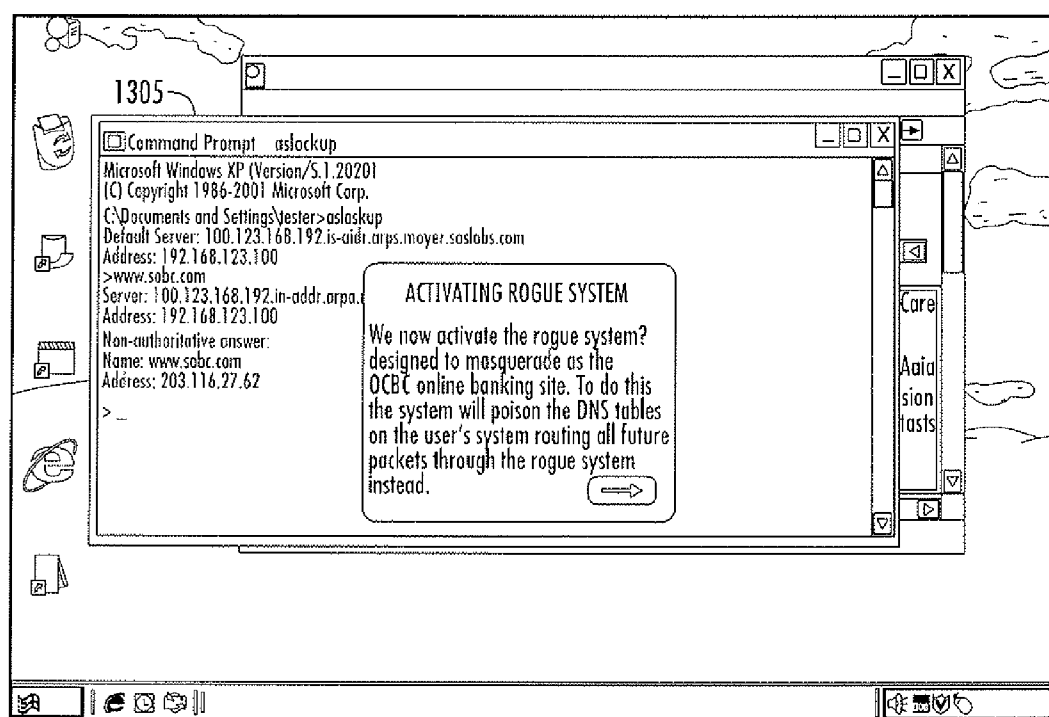 1305
Command Prompt aslockup
Microsoft Windows XP (Version/5.1.2020)
(C) Copyright 1986-2001 Microsoft Corp.
C:\Documents and Settings\tester>aslaskup
Default Server: 100.123.168.192.is-aidr.arps.moyer.saslobs.com
Address: 192.168.123.100
>www.sobc.com
Server: 100.123.168.192.in-addr.arpa.
Address: 192.168.123.100
Non-authoritative answer:
Name: www.sabc.com
Address: 203.116.27.62
> _
ACTIVATING ROGUE SYSTEM
We now activate the rogue system?
designed to masquerade as the
OCBC online banking site. To do this
the system will poison the DNS tables
on the user's system routing all future
packets through the rogue system
instead.
Care
Auia
sion
tasts